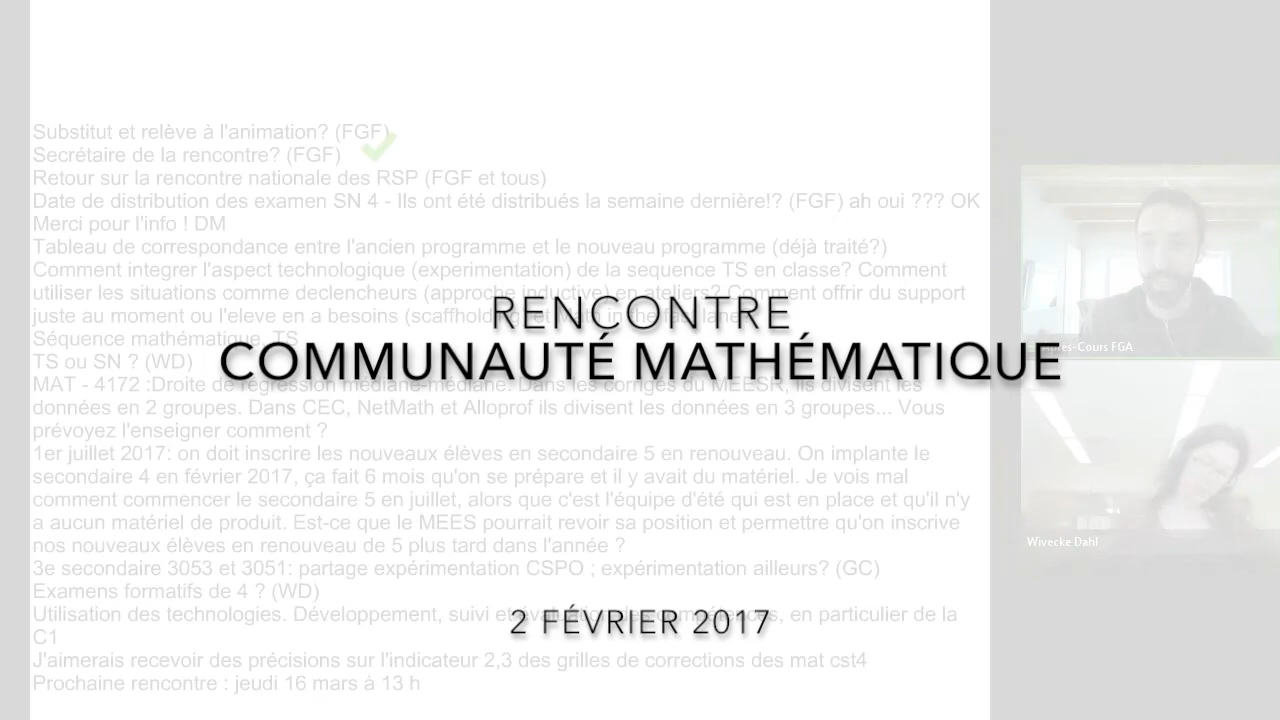 Substitut et relève à l'animation? (FGF)
Secrétaire de la rencontre? (FGF)
Retour sur la rencontre nationale des RSP (FGF et tous)
Date de distribution des examen SN 4 - Ils ont été distribués la semaine dernière!? (FGF) ah oui ??? OK
Merci pour l'info ! DM
Tableau de correspondance entre l'ancien programme et le nouveau programme (déjà traité?)
Comment integrer l'aspect technologique (experimentation) de la sequence TS en classe? Comment
utiliser les situations comme declencheurs (approche inductive) en ateliers? Comment offrir du support
juste au moment ou l'eleve en a besoins
RENCONTRE
Séquence mathématique, TS
COMMUNAUTÉ MATHÉMATIQUE
TS ou SN ? (WD)
MAT - 4172 :Droite de régression médiane-médiane: Dans les corrigés du MEESR, ils divisent les
données en 2 groupes. Dans CEC, NetMath et Alloprof ils divisent les données en 3 groupes... Vous
prévoyez l'enseigner comment ?
1er juillet 2017: on doit inscrire les nouveaux élèves en secondaire 5 en renouveau. On implante le
secondaire 4 en février 2017, ça fait 6 mois qu'on se prépare et il y avait du matériel. Je vois mal
comment commencer le secondaire 5 en juillet, alors que c'est l'équipe d'été qui est en place et qu'il n'y
a aucun matériel de produit. Est-ce que le MEES pourrait revoir sa position et permettre qu'on inscrive
nos nouveaux élèves en renouveau de 5 plus tard dans l'année ?
3e secondaire 3053 et 3051: partage expérimentation CSPO ; expérimentation ailleurs? (GC)
Examens formatifs de 4 ? (WD)
Utilisation des technologies. Développement, suivi et en particulier de la
C1
2 FÉVRIER 2017
J'aimerais recevoir des précisions sur l'indicateur 2,3 des grilles de corrections des mat cst4
Prochaine rencontre : jeudi 16 mars à 13 h
FGA
Wivecke Dahl